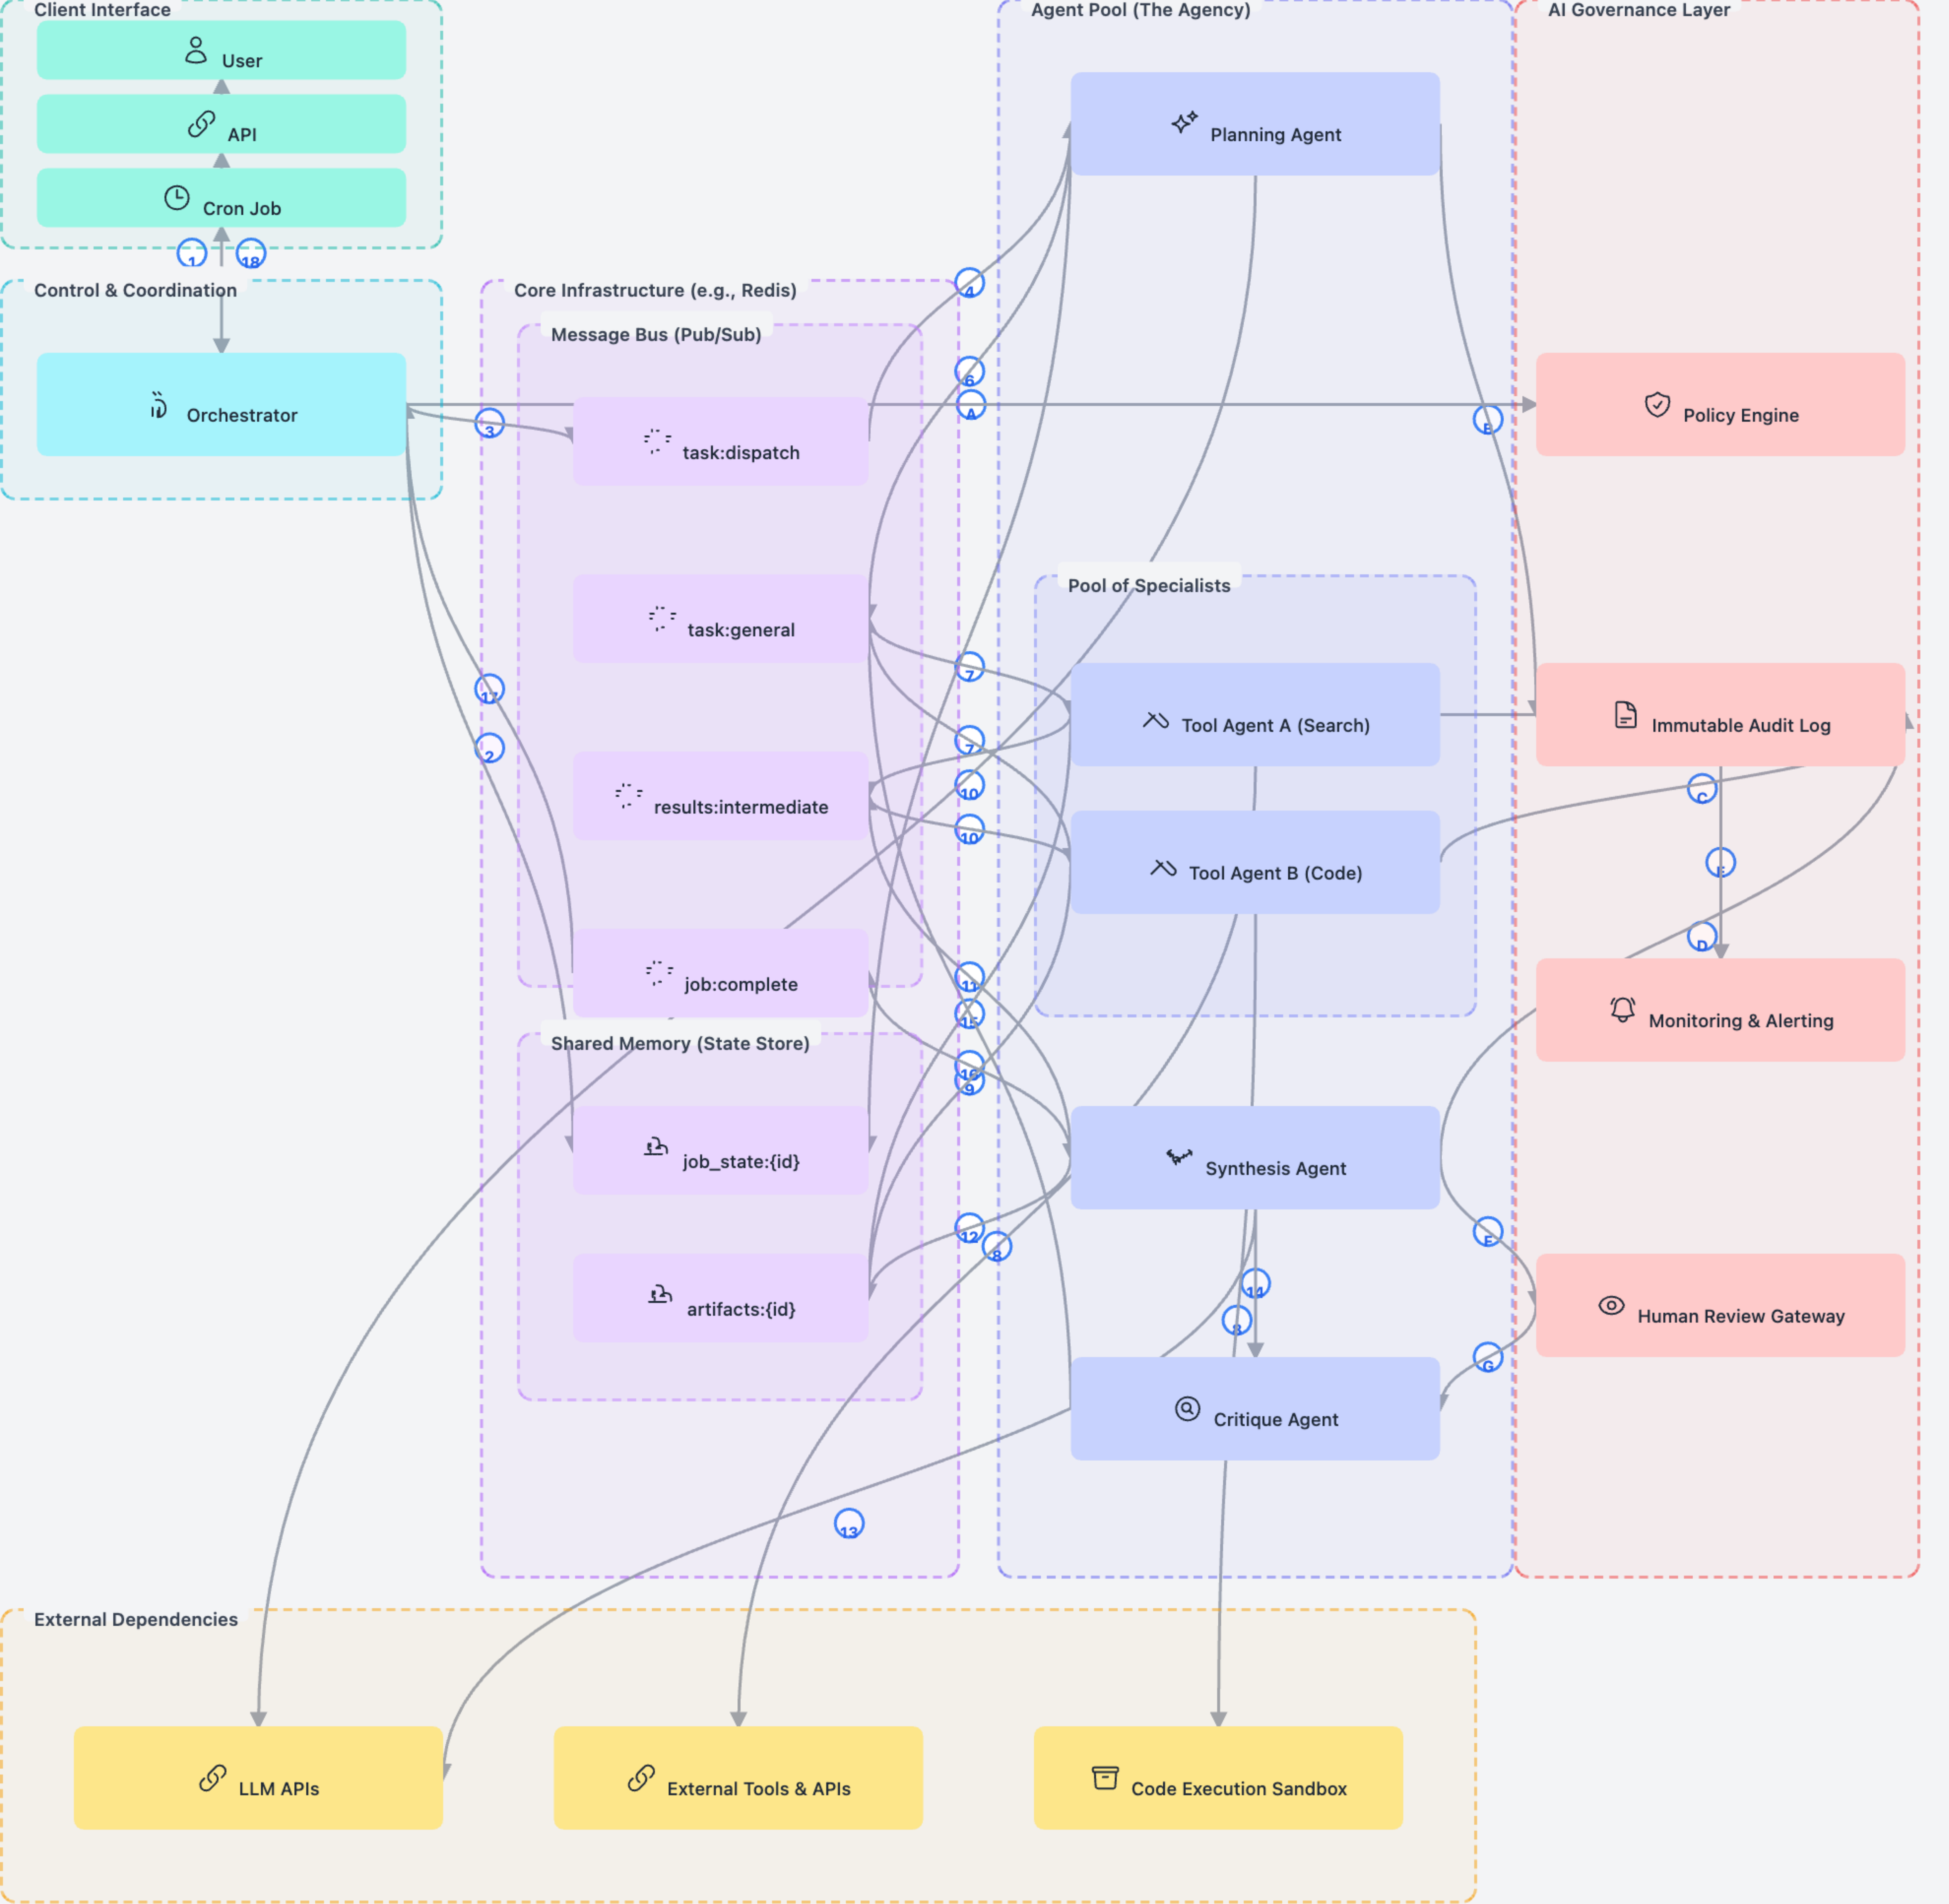 Client Interface
User
API
Cron Job
1
18
Control & Coordination
Orchestrator
3
17
2
Core Infrastructure (e.g., Redis)
Message Bus (Pub/Sub)
task:dispatch
task:general
results:intermediate
job:complete
Shared Memory (State Store)
job_state:{id}
artifacts:{id}
4
6
A
7
7
10
10
11
15
16
9
12
8
13
Agent Pool (The Agency)
Planning Agent
Pool of Specialists
Tool Agent A (Search)
Tool Agent B (Code)
Synthesis Agent
14
8
Critique Agent
AI Governance Layer
B
Policy Engine
Immutable Audit Log
C
E
D
Monitoring & Alerting
F
Human Review Gateway
G
External Dependencies
LLM APIs
External Tools & APIs
Code Execution Sandbox